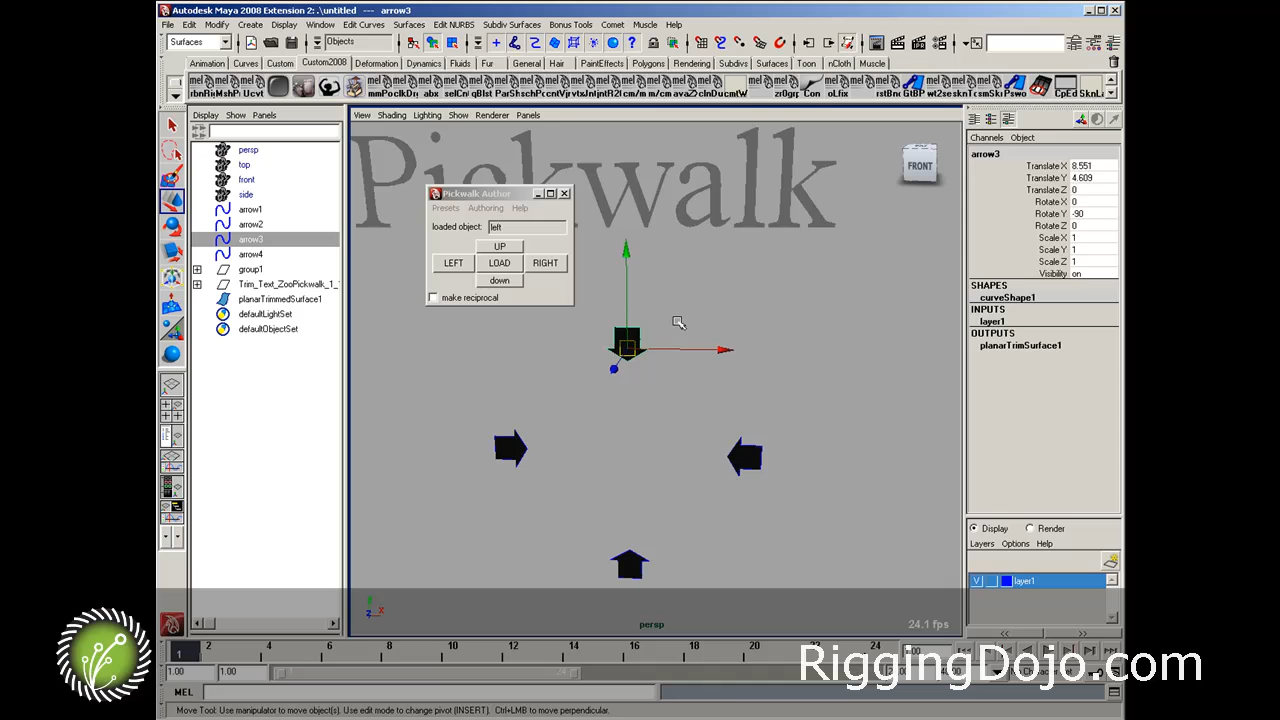 Autodesk Maya 2008 Extension 2: .\untitled --- arrow3
File Edit Modify Create Display Window Edit Curves Surfaces Edit NURBS Subdiv Surfaces Bonus Tools Comet Muscle Help
Surfaces Objects
Animation Curves Custom Custom2008 Deformation Dynamics Fluids Fur General Hair PaintEffects Polygons Rendering Subdivs Surfaces Toon nCloth Muscle
Display Show Panels
View Shading Lighting Show Renderer Panels
Channels Object
persp
top
front
side
arrow1
arrow2
arrow3
arrow4
group1
Trim_Text_ZooPickwalk_1_
planarTrimmedSurface1
defaultLightSet
defaultObjectSet
Pickwalk
FRONT
Pickwalk Author
Presets Authoring Help
loaded object: left
UP
LEFT LOAD RIGHT
down
make reciprocal
persp
24.1 fps
arrow3
Translate X 8.551
Translate Y 4.609
Translate Z 0
Rotate X 0
Rotate Y -90
Rotate Z 0
Scale X 1
Scale Y 1
Scale Z 1
Visibility on
SHAPES
curveShape1
INPUTS
layer1
OUTPUTS
planarTrimSurface1
Display Render
Layers Options Help
V layer1
1 2 4 6 8 10 12 14 16 18 20 22 24
1.00 1.00
RiggingDojo.com
MEL
Move Tool: Use manipulator to move object(s). Use edit mode to change pivot (INSERT). Ctrl+LMB to move perpendicular.